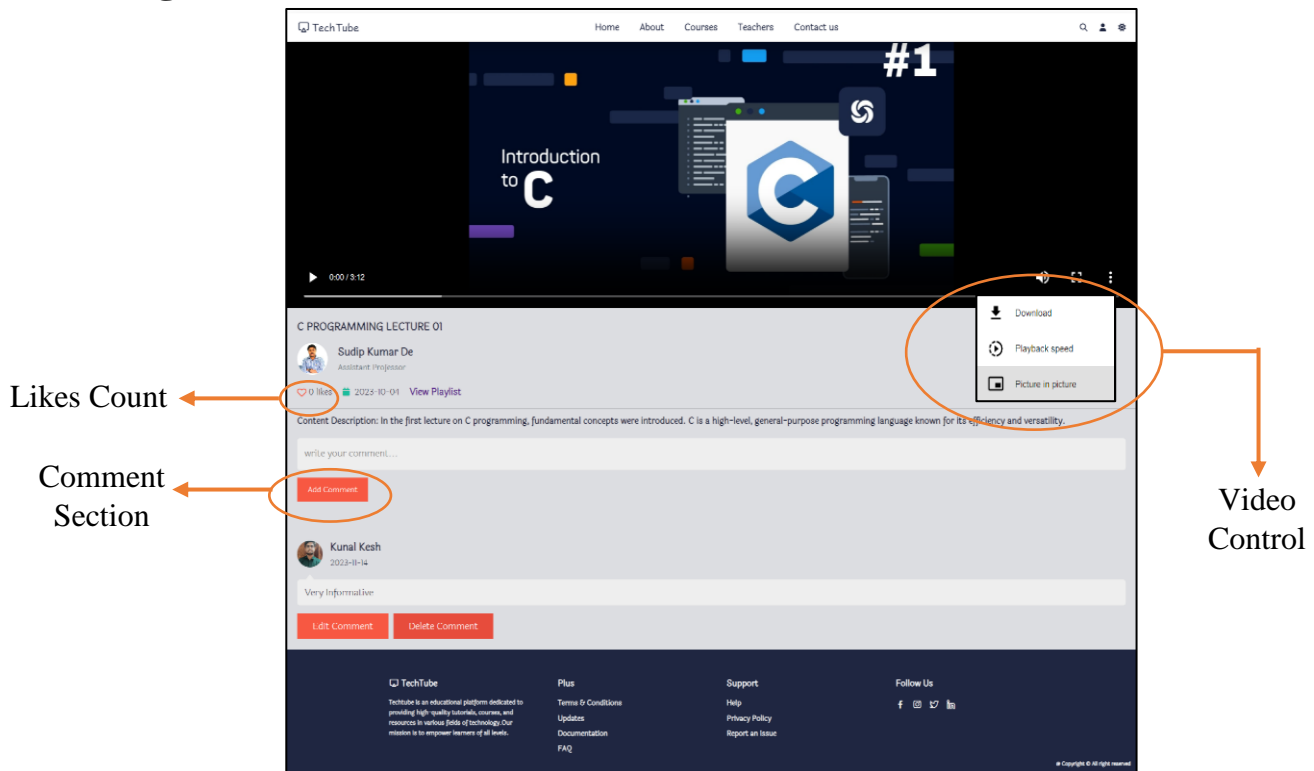 TechTube
Home About Courses Teachers Contact us
#1
Introduction
to C
C
0:00 / 3:12
Download
Playback speed
Picture in picture
C PROGRAMMING LECTURE 01
Sudip Kumar De
Assistant Professor
0 likes 2023-10-04 View Playlist
Likes Count
Content Description: In the first lecture on C programming, fundamental concepts were introduced. C is a high-level, general-purpose programming language known for its efficiency and versatility.
write your comment....
Add Comment
Comment
Section
Video
Control
Kunal Kesh
2023-11-14
Very Informative
Edit Comment Delete Comment
TechTube
Techtube is an educational platform dedicated to
providing high-quality tutorials, courses, and
resources in various fields of technology. Our
mission is to empower learners of all levels.
Plus
Terms & Conditions
Updates
Documentation
FAQ
Support
Help
Privacy Policy
Report an Issue
Follow Us
Copyright © All right reserved